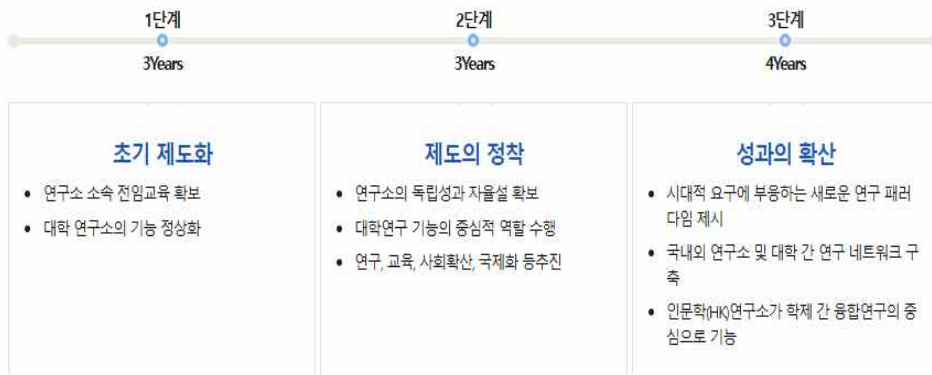 1단계
2단계
3단계
3Years
3Years
4Years
초기 제도화
• 연구소 소속 전임교육 확보
• 대학 연구소의 기능 정상화
제도의 정착
• 연구소의 독립성과 자율설 확보
• 대학연구 기능의 중심적 역할 수행
• 연구, 교육, 사회확산, 국제화 등추진
성과의 확산
• 시대적 요구에 부응하는 새로운 연구 패러
다임 제시
• 국내외 연구소 및 대학 간 연구 네트워크 구
축
• 인문학(HK)연구소가 학제 간 융합연구의 중
심으로 기능